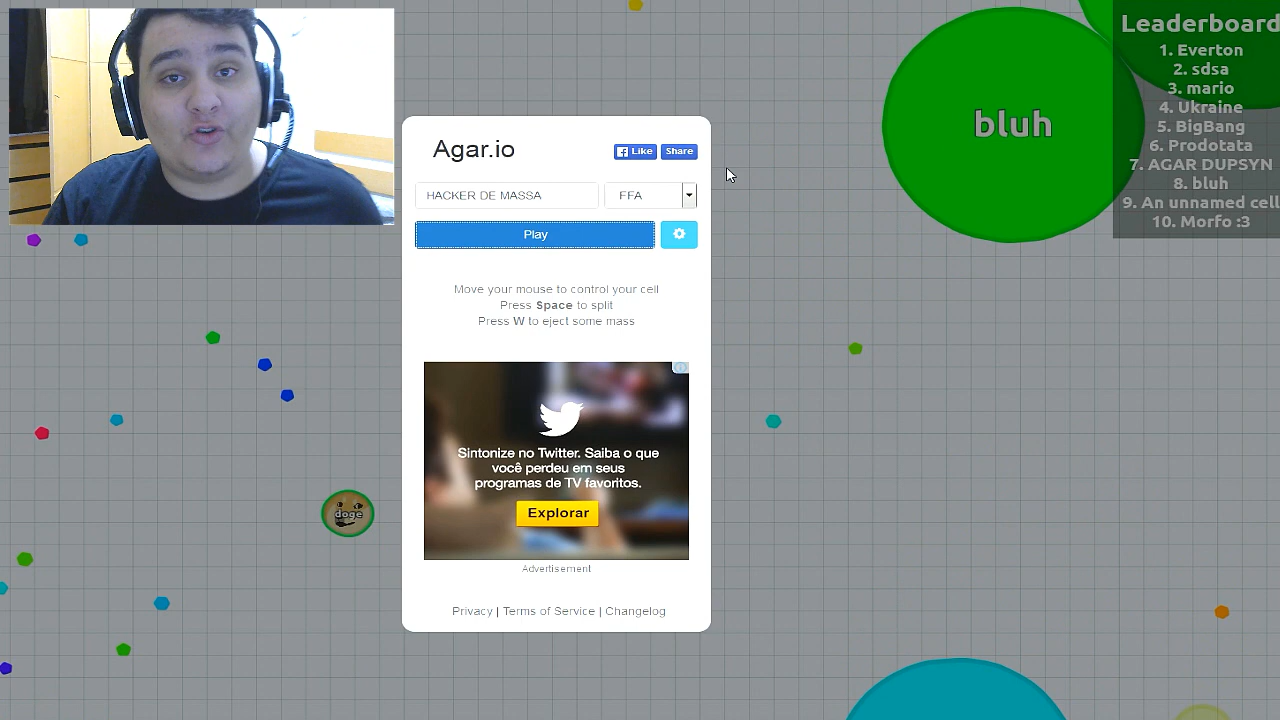 Leaderboard
1. Everton
2. sdsa
3. mario
4. Ukraine
5. BigBang
6. Prodotata
7. AGAR DUPSYN
8. bluh
9. An unnamed cell
10. Morfo :3
bluh
Agar.io
Like
Share
HACKER DE MASSA
FFA
Play
Move your mouse to control your cell
Press Space to split
Press W to eject some mass
Sintonize no Twitter. Saiba o que
você perdeu em seus
programas de TV favoritos.
Explorar
Advertisement
Privacy | Terms of Service | Changelog
doge